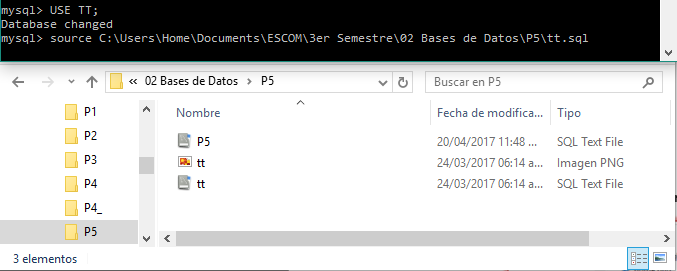 mysql> USE TT;
Database changed
mysql> source C:\Users\Home\Documents\ESCOM\3er Semestre\02 Bases de Datos\P5\tt.sql
« 02 Bases de Datos > P5
Buscar en P5
Nombre Fecha de modifica... Tipo
P1
P2
P3
P4
P4_
P5
P5 20/04/2017 11:48 ... SQL Text File
tt 24/03/2017 06:14 a... Imagen PNG
tt 24/03/2017 06:14 a... SQL Text File
3 elementos